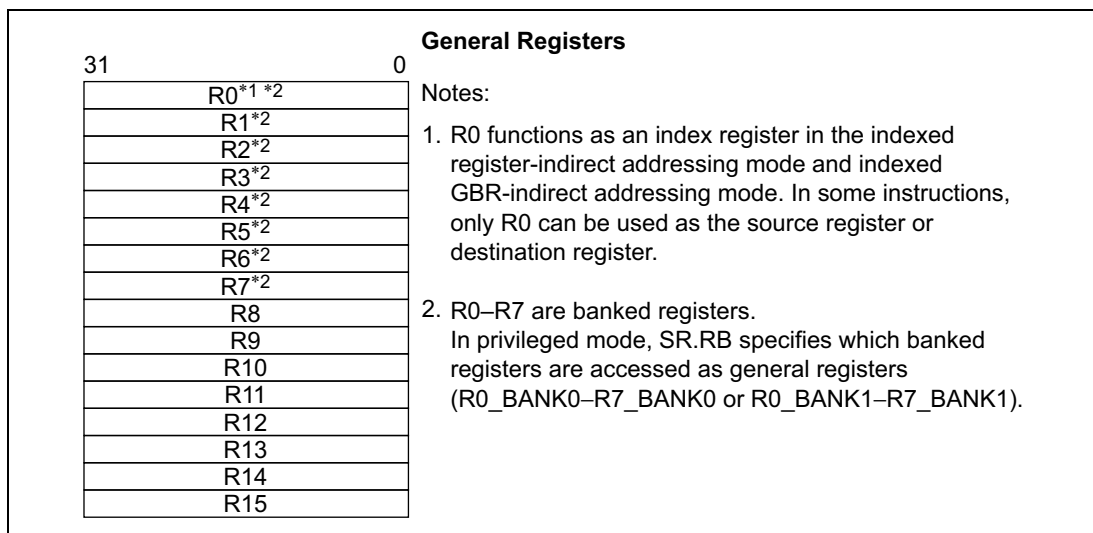 General Registers
31 0
R0*1 *2
R1*2
R2*2
R3*2
R4*2
R5*2
R6*2
R7*2
R8
R9
R10
R11
R12
R13
R14
R15
Notes:
1. R0 functions as an index register in the indexed
register-indirect addressing mode and indexed
GBR-indirect addressing mode. In some instructions,
only R0 can be used as the source register or
destination register.
2. R0–R7 are banked registers.
In privileged mode, SR.RB specifies which banked
registers are accessed as general registers
(R0_BANK0–R7_BANK0 or R0_BANK1–R7_BANK1).